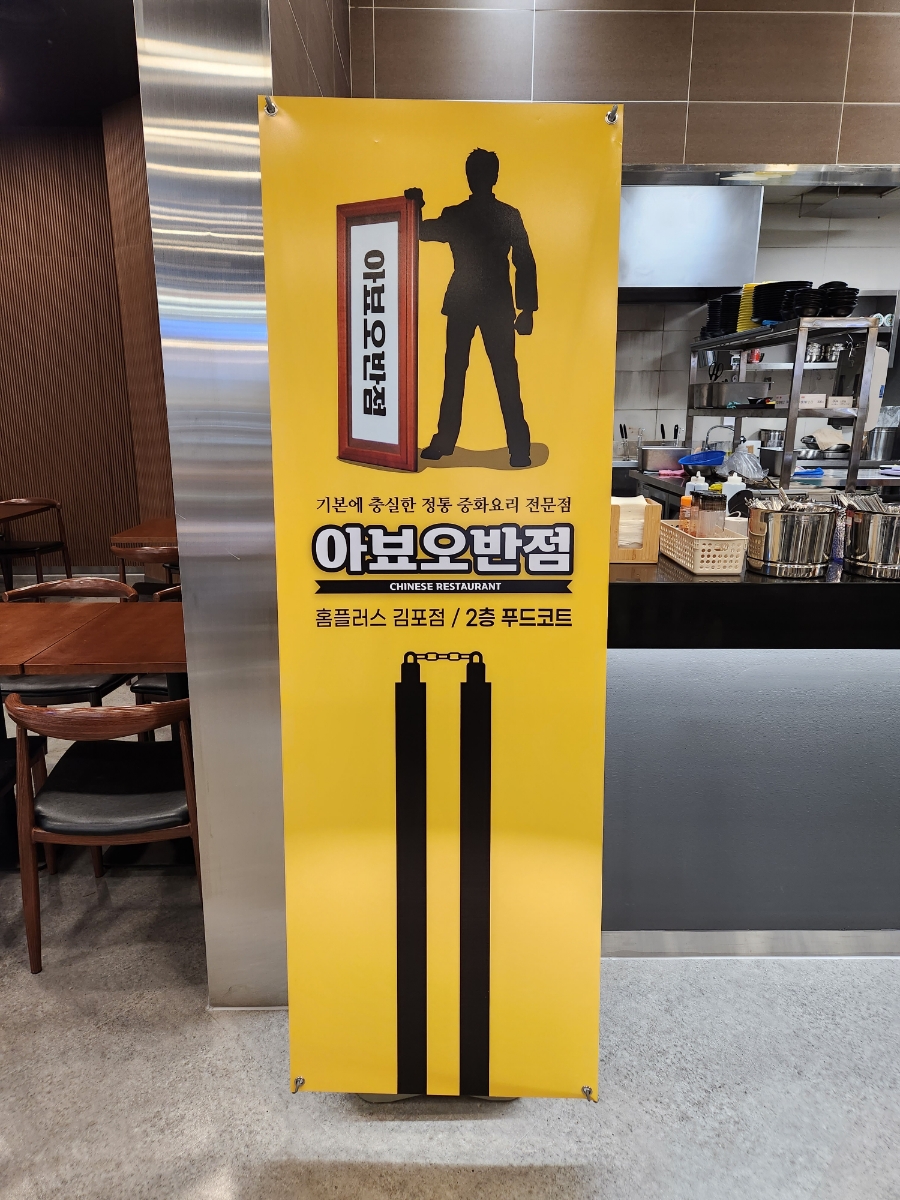 아뵤오반점
기본에 충실한 정통 중화요리 전문점
아뵤오반점
CHINESE RESTAURANT
홈플러스 김포점 / 2층 푸드코트